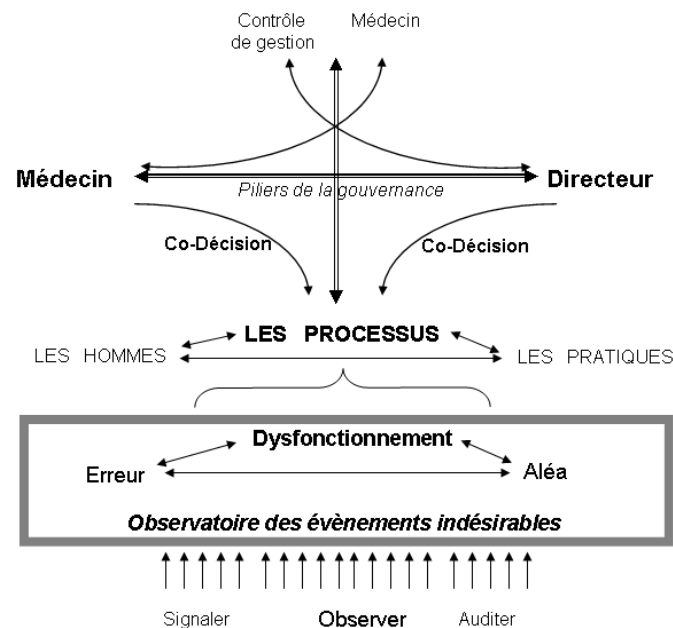 Contrôle
de gestion
Médecin
Médecin
Piliers de la gouvernance
Directeur
Co-Décision
Co-Décision
LES PROCESSUS
LES HOMMES
LES PRATIQUES
Dysfonctionnement
Erreur
Aléa
Observatoire des évènements indésirables
Signaler
Observer
Auditer